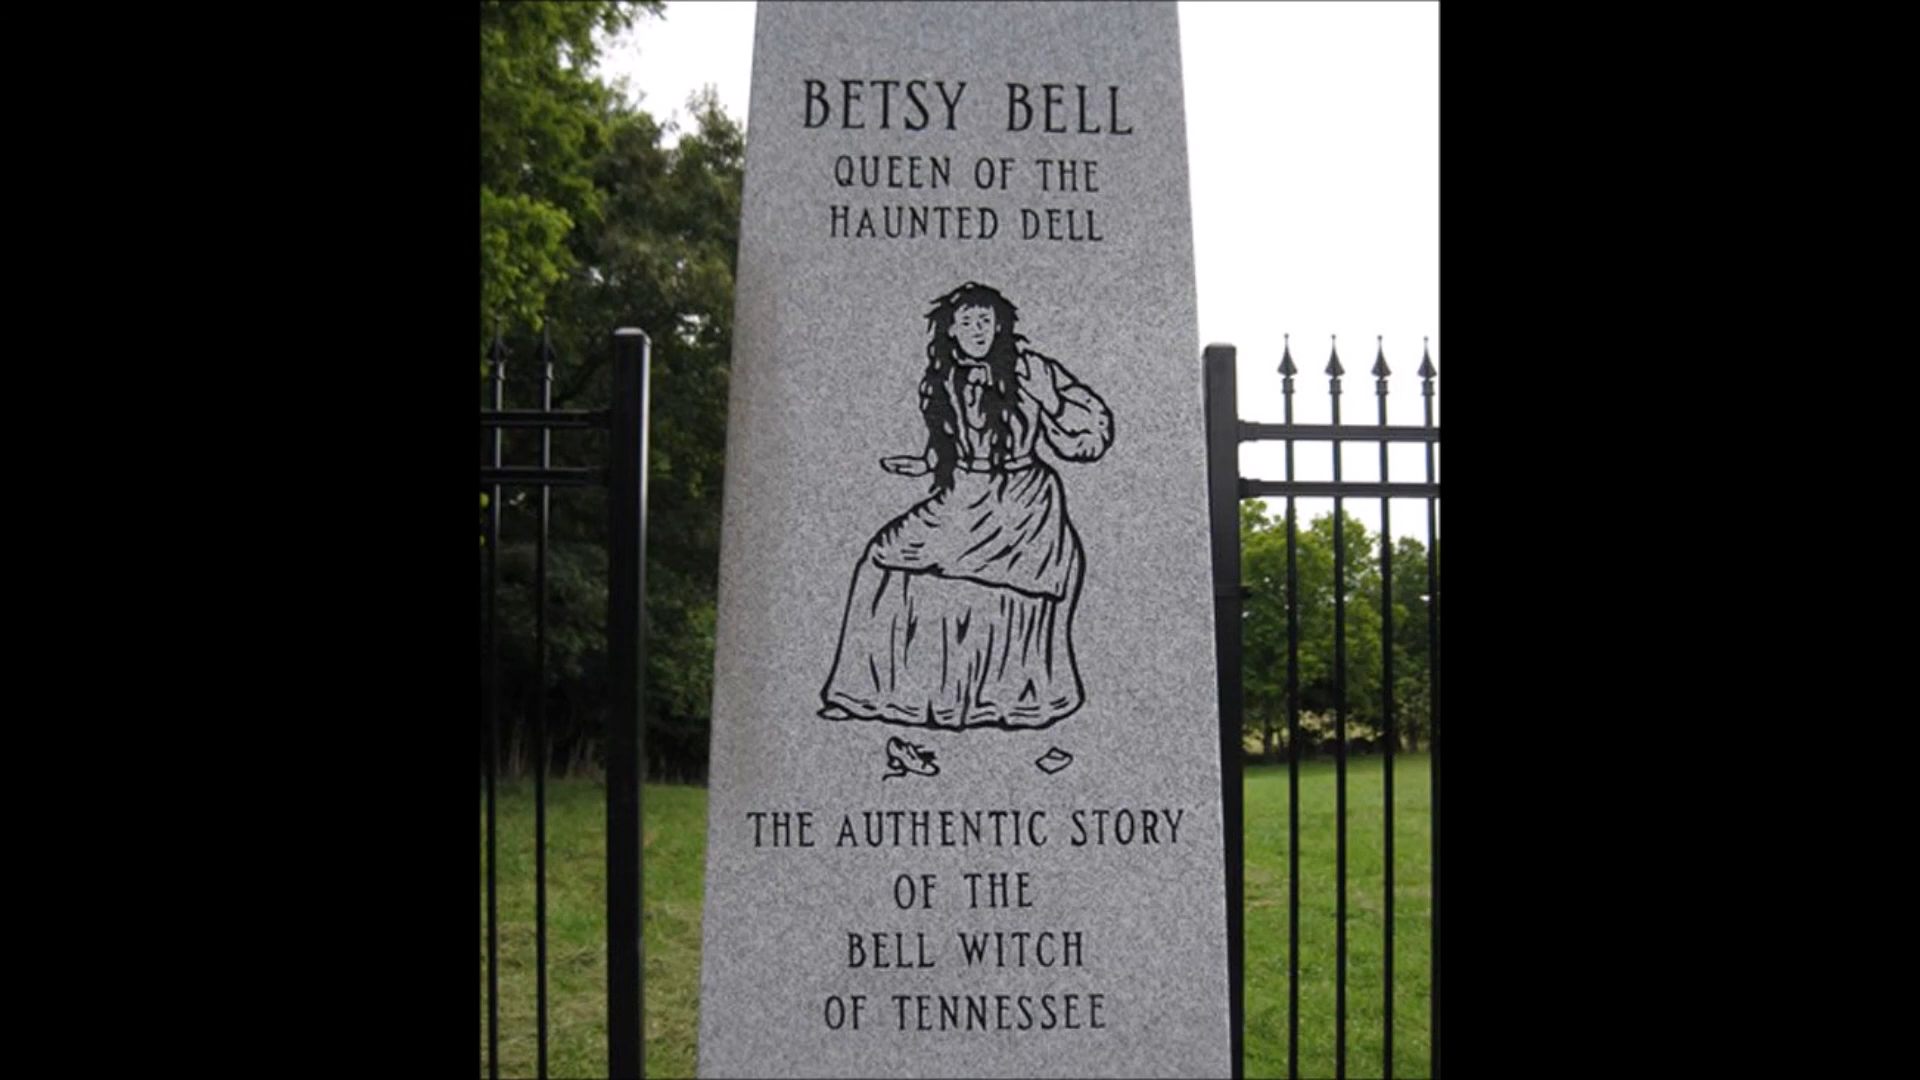 BETSY BELL
QUEEN OF THE
HAUNTED DELL
THE AUTHENTIC STORY
OF THE
BELL WITCH
OF TENNESSEE